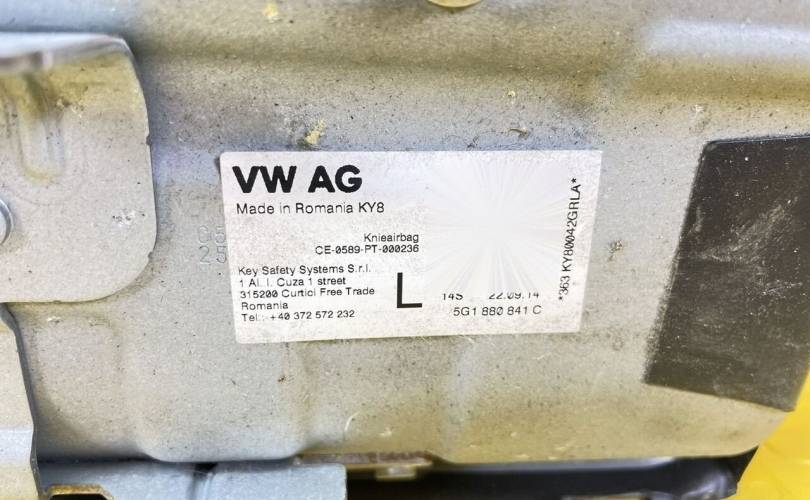 VW AG
Made in Romania KY8
Knieairbag
CE-0589-PT-000236
Key Safety Systems S.r.l.
1 Al. I. Cuza 1 street
315200 Curtici Free Trade
Romania
Tel.: +40 372 572 232
L
14S 22.09.14
5G1 880 841 C
*363 KY80042GRLA*